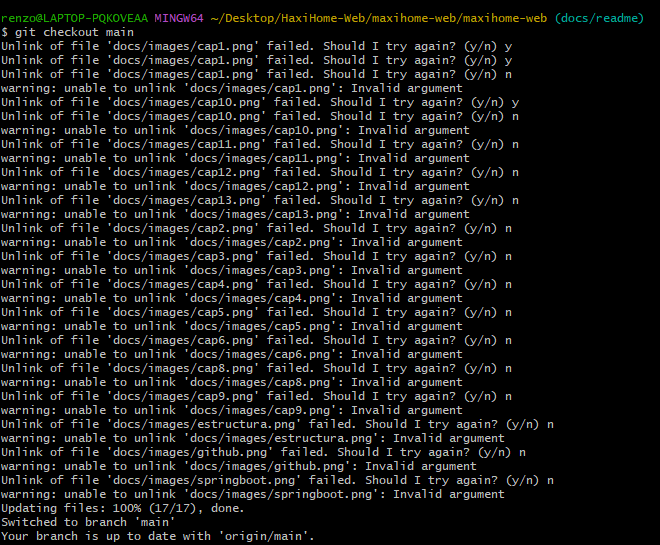 renzo@LAPTOP-PQKOVEAA MINGW64 ~/Desktop/HaxiHome-Web/maxihome-web/maxihome-web (docs/readme)
$ git checkout main
Unlink of file 'docs/images/cap1.png' failed. Should I try again? (y/n) y
Unlink of file 'docs/images/cap1.png' failed. Should I try again? (y/n) y
Unlink of file 'docs/images/cap1.png' failed. Should I try again? (y/n) n
warning: unable to unlink 'docs/images/cap1.png': Invalid argument
Unlink of file 'docs/images/cap10.png' failed. Should I try again? (y/n) y
Unlink of file 'docs/images/cap10.png' failed. Should I try again? (y/n) n
warning: unable to unlink 'docs/images/cap10.png': Invalid argument
Unlink of file 'docs/images/cap11.png' failed. Should I try again? (y/n) n
warning: unable to unlink 'docs/images/cap11.png': Invalid argument
Unlink of file 'docs/images/cap12.png' failed. Should I try again? (y/n) n
warning: unable to unlink 'docs/images/cap12.png': Invalid argument
Unlink of file 'docs/images/cap13.png' failed. Should I try again? (y/n) n
warning: unable to unlink 'docs/images/cap13.png': Invalid argument
Unlink of file 'docs/images/cap2.png' failed. Should I try again? (y/n) n
warning: unable to unlink 'docs/images/cap2.png': Invalid argument
Unlink of file 'docs/images/cap3.png' failed. Should I try again? (y/n) n
warning: unable to unlink 'docs/images/cap3.png': Invalid argument
Unlink of file 'docs/images/cap4.png' failed. Should I try again? (y/n) n
warning: unable to unlink 'docs/images/cap4.png': Invalid argument
Unlink of file 'docs/images/cap5.png' failed. Should I try again? (y/n) n
warning: unable to unlink 'docs/images/cap5.png': Invalid argument
Unlink of file 'docs/images/cap6.png' failed. Should I try again? (y/n) n
warning: unable to unlink 'docs/images/cap6.png': Invalid argument
Unlink of file 'docs/images/cap8.png' failed. Should I try again? (y/n) n
warning: unable to unlink 'docs/images/cap8.png': Invalid argument
Unlink of file 'docs/images/cap9.png' failed. Should I try again? (y/n) n
warning: unable to unlink 'docs/images/cap9.png': Invalid argument
Unlink of file 'docs/images/estructura.png' failed. Should I try again? (y/n) n
warning: unable to unlink 'docs/images/estructura.png': Invalid argument
Unlink of file 'docs/images/github.png' failed. Should I try again? (y/n) n
warning: unable to unlink 'docs/images/github.png': Invalid argument
Unlink of file 'docs/images/springboot.png' failed. Should I try again? (y/n) n
warning: unable to unlink 'docs/images/springboot.png': Invalid argument
Updating files: 100% (17/17), done.
Switched to branch 'main'
Your branch is up to date with 'origin/main'.